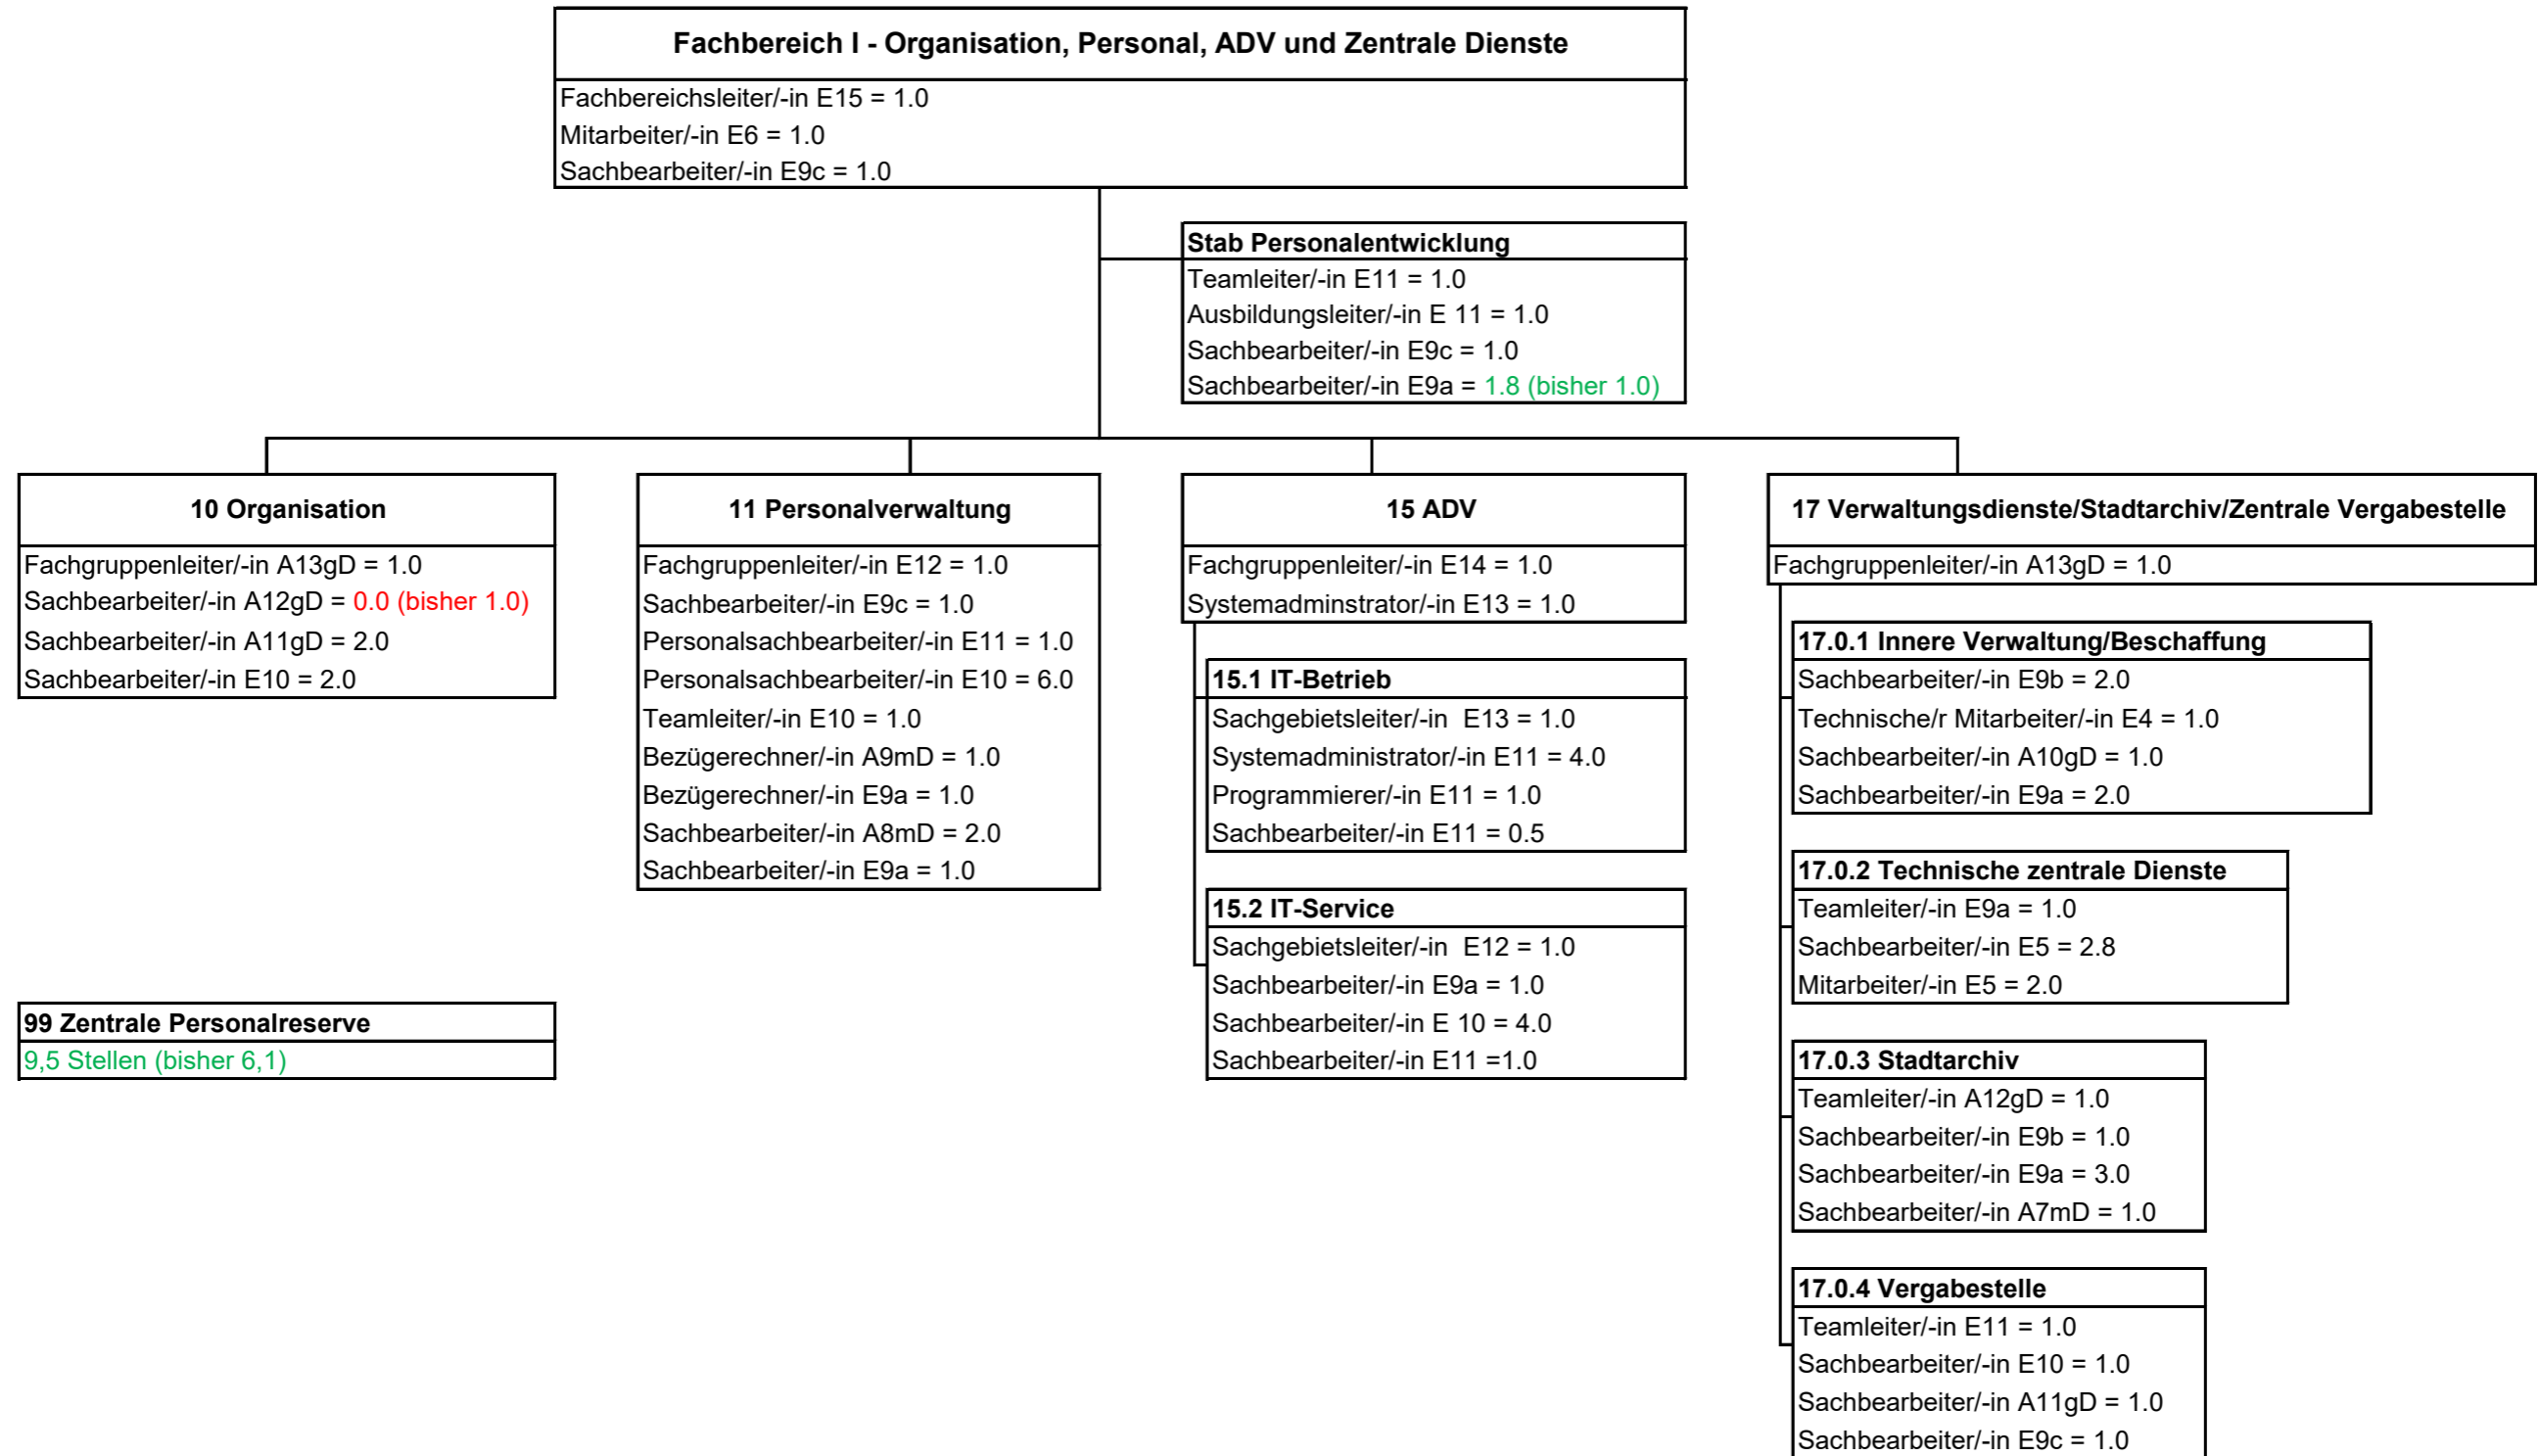 Fachbereich I - Organisation, Personal, ADV und Zentrale Dienste
Fachbereichsleiter/-in E15 = 1.0
Mitarbeiter/-in E6 = 1.0
Sachbearbeiter/-in E9c = 1.0
Stab Personalentwicklung
Teamleiter/-in E11 = 1.0
Ausbildungsleiter/-in E 11 = 1.0
Sachbearbeiter/-in E9c = 1.0
Sachbearbeiter/-in E9a = 1.8 (bisher 1.0)
10 Organisation
Fachgruppenleiter/-in A13gD = 1.0
Sachbearbeiter/-in A12gD = 0.0 (bisher 1.0)
Sachbearbeiter/-in A11gD = 2.0
Sachbearbeiter/-in E10 = 2.0
11 Personalverwaltung
Fachgruppenleiter/-in E12 = 1.0
Sachbearbeiter/-in E9c = 1.0
Personalsachbearbeiter/-in E11 = 1.0
Personalsachbearbeiter/-in E10 = 6.0
Teamleiter/-in E10 = 1.0
Bezügerechner/-in A9mD = 1.0
Bezügerechner/-in E9a = 1.0
Sachbearbeiter/-in A8mD = 2.0
Sachbearbeiter/-in E9a = 1.0
15 ADV
Fachgruppenleiter/-in E14 = 1.0
Systemadminstrator/-in E13 = 1.0
15.1 IT-Betrieb
Sachgebietsleiter/-in  E13 = 1.0
Systemadministrator/-in E11 = 4.0
Programmierer/-in E11 = 1.0
Sachbearbeiter/-in E11 = 0.5
15.2 IT-Service
Sachgebietsleiter/-in  E12 = 1.0
Sachbearbeiter/-in E9a = 1.0
Sachbearbeiter/-in E 10 = 4.0
Sachbearbeiter/-in E11 =1.0
17 Verwaltungsdienste/Stadtarchiv/Zentrale Vergabestelle
Fachgruppenleiter/-in A13gD = 1.0
17.0.1 Innere Verwaltung/Beschaffung
Sachbearbeiter/-in E9b = 2.0
Technische/r Mitarbeiter/-in E4 = 1.0
Sachbearbeiter/-in A10gD = 1.0
Sachbearbeiter/-in E9a = 2.0
17.0.2 Technische zentrale Dienste
Teamleiter/-in E9a = 1.0
Sachbearbeiter/-in E5 = 2.8
Mitarbeiter/-in E5 = 2.0
17.0.3 Stadtarchiv
Teamleiter/-in A12gD = 1.0
Sachbearbeiter/-in E9b = 1.0
Sachbearbeiter/-in E9a = 3.0
Sachbearbeiter/-in A7mD = 1.0
17.0.4 Vergabestelle
Teamleiter/-in E11 = 1.0
Sachbearbeiter/-in E10 = 1.0
Sachbearbeiter/-in A11gD = 1.0
Sachbearbeiter/-in E9c = 1.0
99 Zentrale Personalreserve
9,5 Stellen (bisher 6,1)